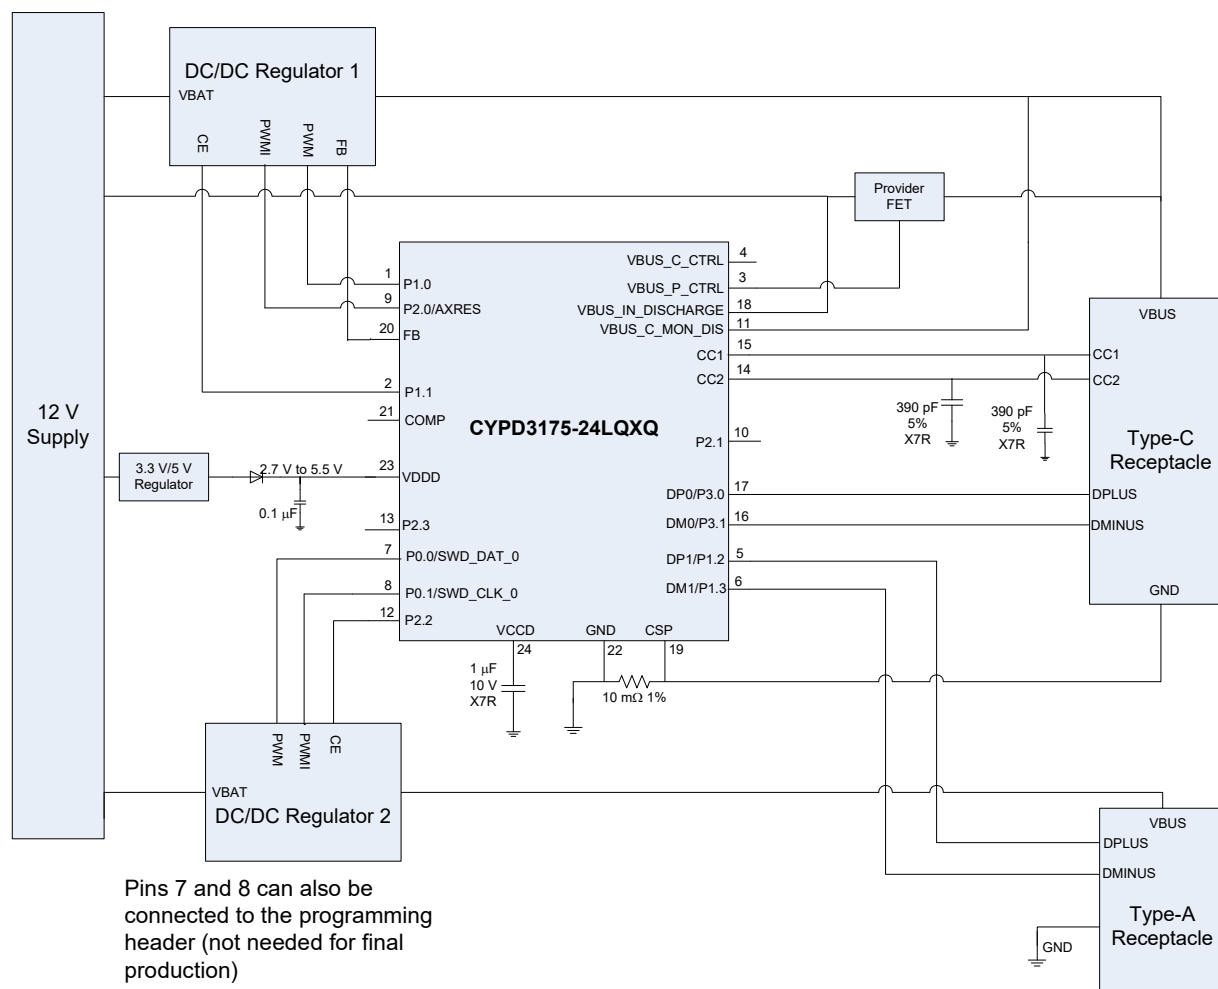 DC/DC Regulator 1
VBAT
CE
PWMI
PWM
FB
Provider
FET
12 V
Supply
CYPD3175-24LQXQ
1
P1.0
9
P2.0/AXRES
20
FB
2
P1.1
21
COMP
23
VDDD
13
P2.3
7
P0.0/SWD_DAT_0
8
P0.1/SWD_CLK_0
12
P2.2
VBUS_C_CTRL
4
VBUS_P_CTRL
3
VBUS_IN_DISCHARGE
18
VBUS_C_MON_DIS
11
CC1
15
CC2
14
P2.1
10
DP0/P3.0
17
DM0/P3.1
16
DP1/P1.2
5
DM1/P1.3
6
VCCD
24
GND
22
CSP
19
3.3 V/5 V
Regulator
2.7 V to 5.5 V
0.1 μF
390 pF
5%
X7R
390 pF
5%
X7R
VBUS
CC1
CC2
Type-C
Receptacle
DPLUS
DMINUS
GND
1 μF
10 V
X7R
10 mΩ 1%
PWM
PWMI
CE
VBAT
DC/DC Regulator 2
VBUS
DPLUS
DMINUS
Type-A
Receptacle
GND
Pins 7 and 8 can also be
connected to the programming
header (not needed for final
production)